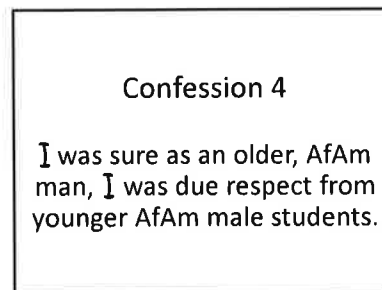 Confession 4
I was sure as an older, AfAm
man, I was due respect from
younger AfAm male students.